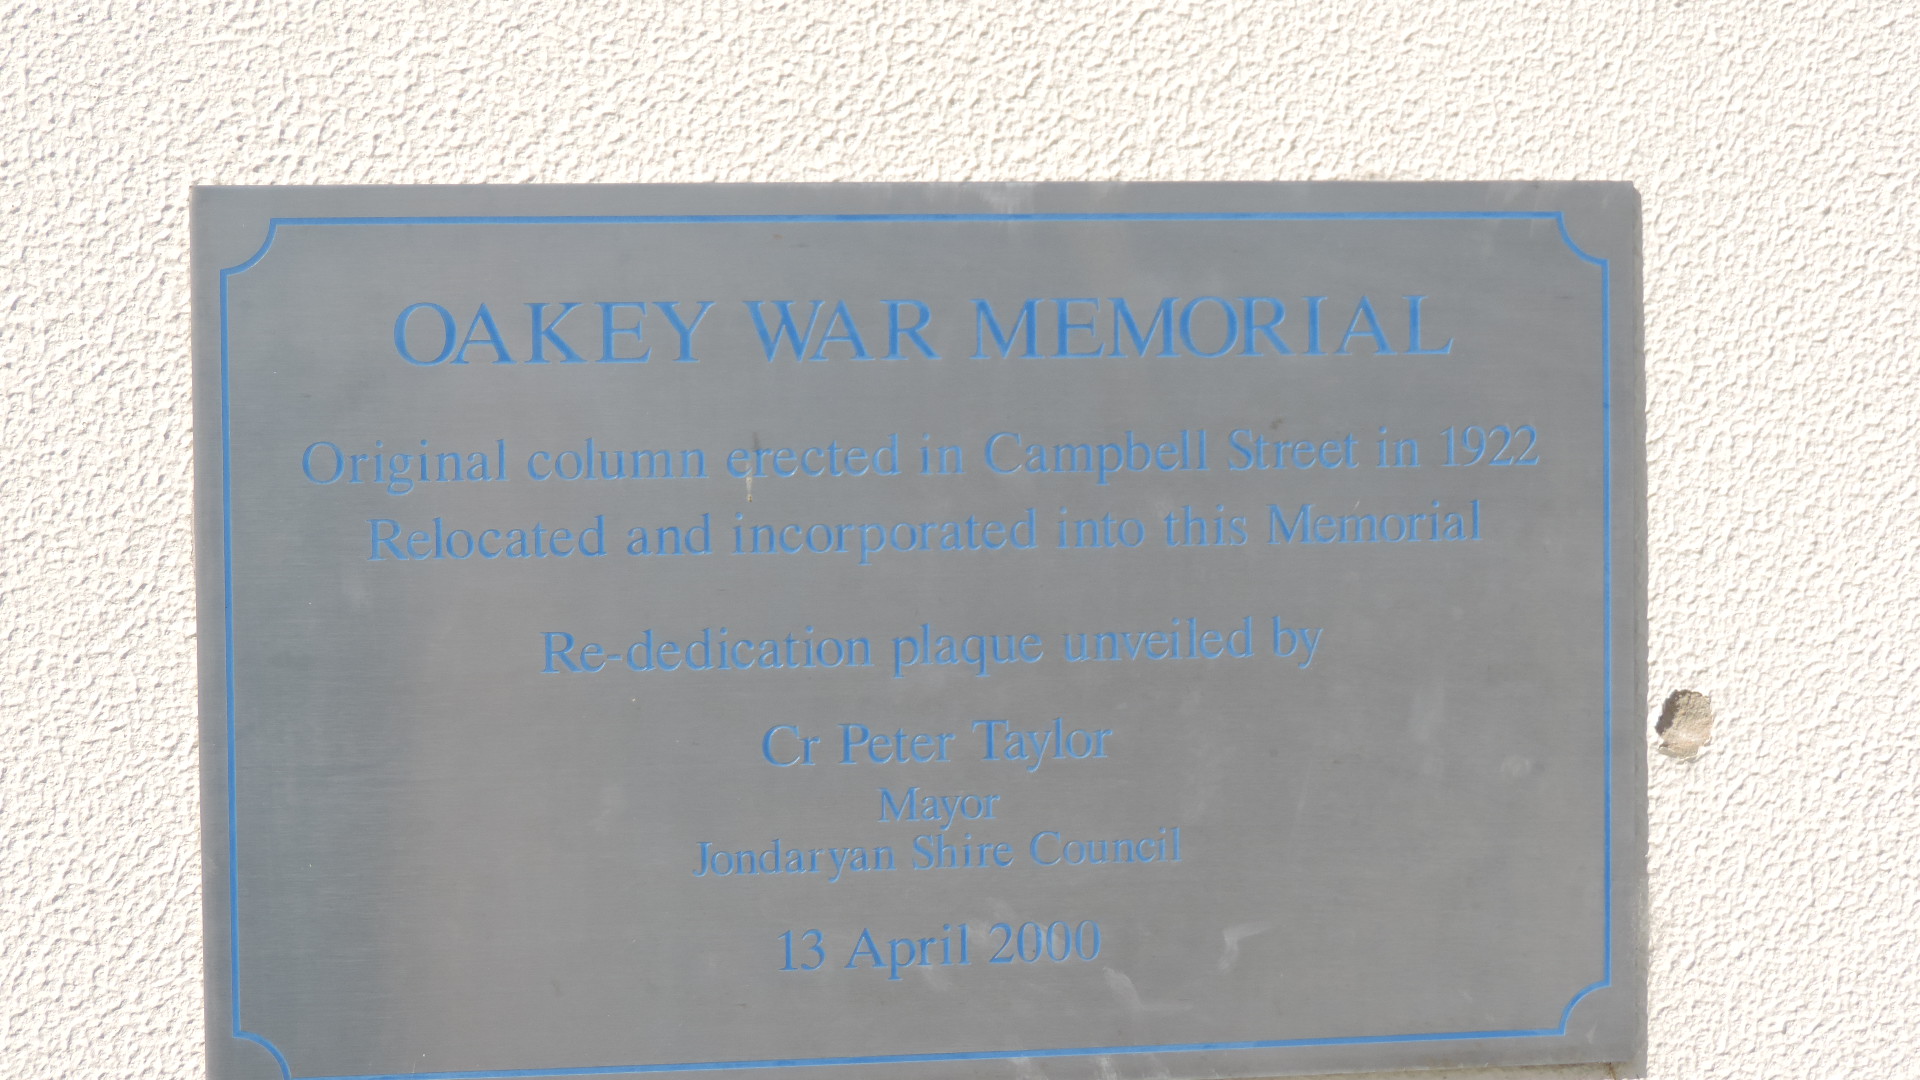 OAKEY WAR MEMORIAL
Original column erected in Campbell Street in 1922
Relocated and incorporated into this Memorial
Re-dedication plaque unveiled by
Cr Peter Taylor
Mayor
Jondaryan Shire Council
13 April 2000